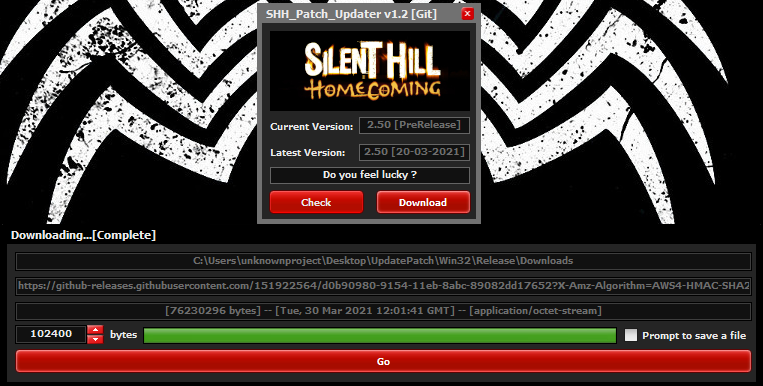 SHH_Patch_Updater v1.2 [Git]
SILENT HILL
HOMECOMING
Current Version: 2.50 [PreRelease]
Latest Version: 2.50 [20-03-2021]
Do you feel lucky ?
Check Download
Downloading...[Complete]
C:\Users\unknownproject\Desktop\UpdatePatch\Win32\Release\Downloads
https://github-releases.githubusercontent.com/151922564/d0b90980-9154-11eb-8abc-89082dd17652?X-Amz-Algorithm=AWS4-HMAC-SHA2
[76230296 bytes] -- [Tue, 30 Mar 2021 12:01:41 GMT] -- [application/octet-stream]
102400 bytes Prompt to save a file
Go